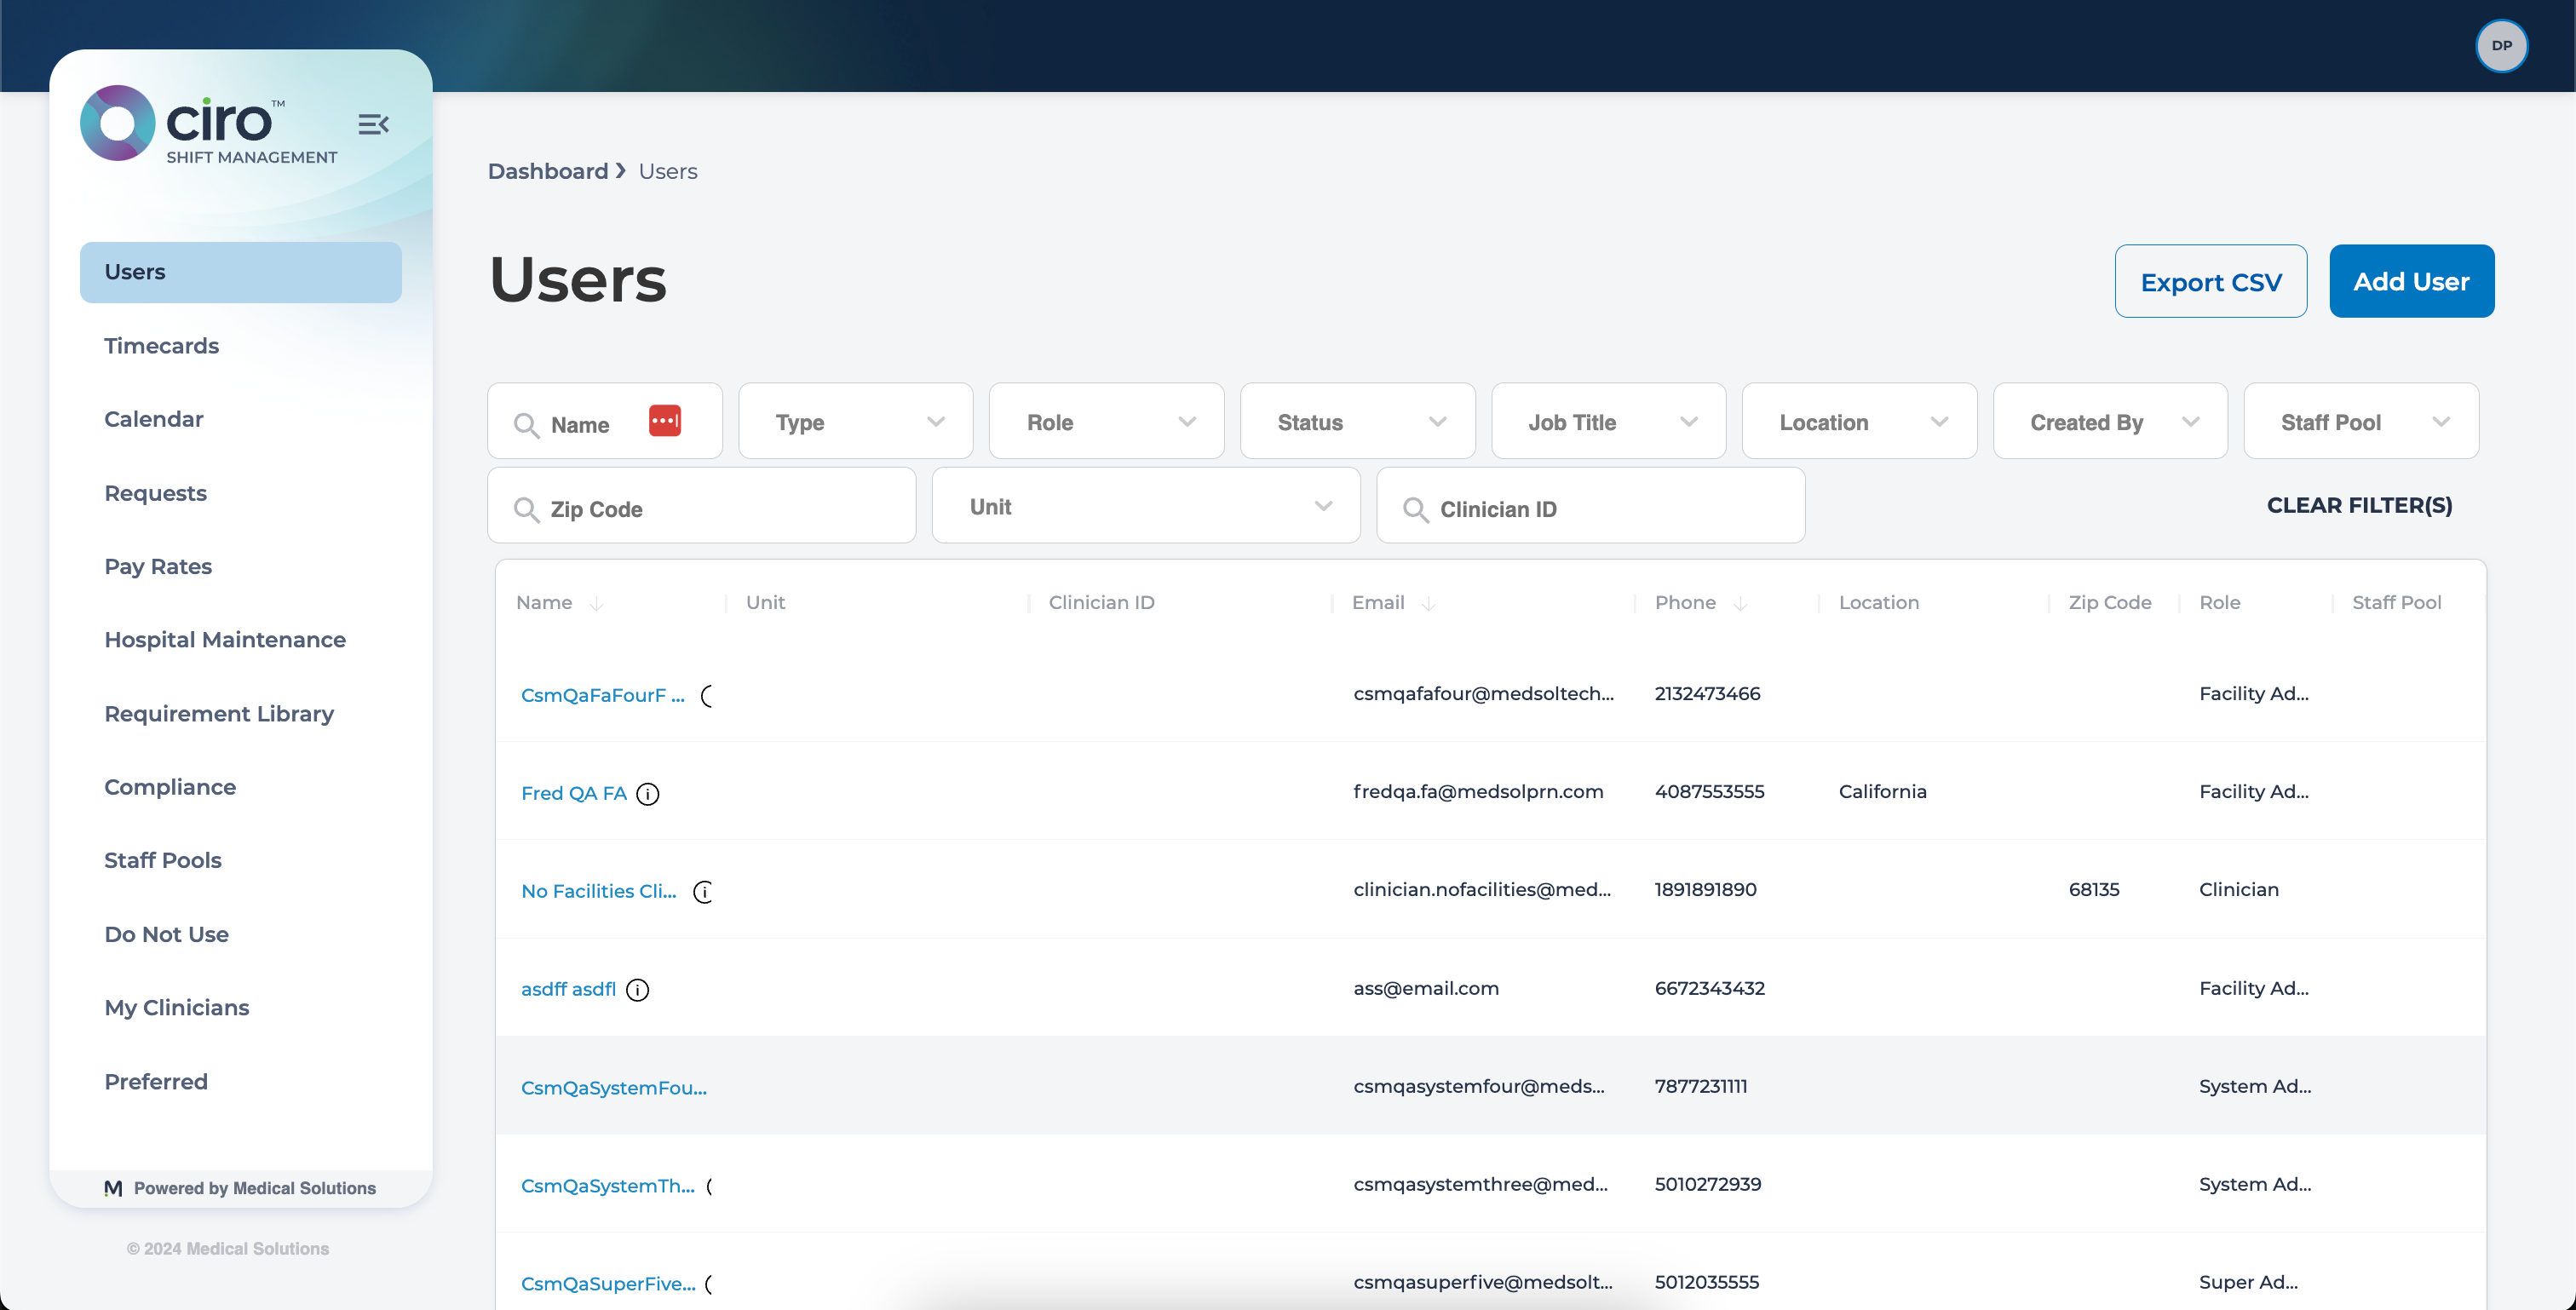 DP
ciro™
SHIFT MANAGEMENT
Dashboard ❯ Users
Users
Export CSV
Add User
Users
Timecards
Calendar
Requests
Pay Rates
Hospital Maintenance
Requirement Library
Compliance
Staff Pools
Do Not Use
My Clinicians
Preferred
M Powered by Medical Solutions
© 2024 Medical Solutions
Name Type Role Status Job Title Location Created By Staff Pool
Zip Code Unit Clinician ID CLEAR FILTER(S)
Name Unit Clinician ID Email Phone Location Zip Code Role Staff Pool
CsmQaFaFourF ... csmqafafour@medsoltech... 2132473466 Facility Ad...
Fred QA FA fredqa.fa@medsolprn.com 4087553555 California Facility Ad...
No Facilities Cli... clinician.nofacilities@med... 1891891890 68135 Clinician
asdff asdfl ass@email.com 6672343432 Facility Ad...
CsmQaSystemFou... csmqasystemfour@meds... 7877231111 System Ad...
CsmQaSystemTh... csmqasystemthree@med... 5010272939 System Ad...
CsmQaSuperFive... csmqasuperfive@medsolt... 5012035555 Super Ad...